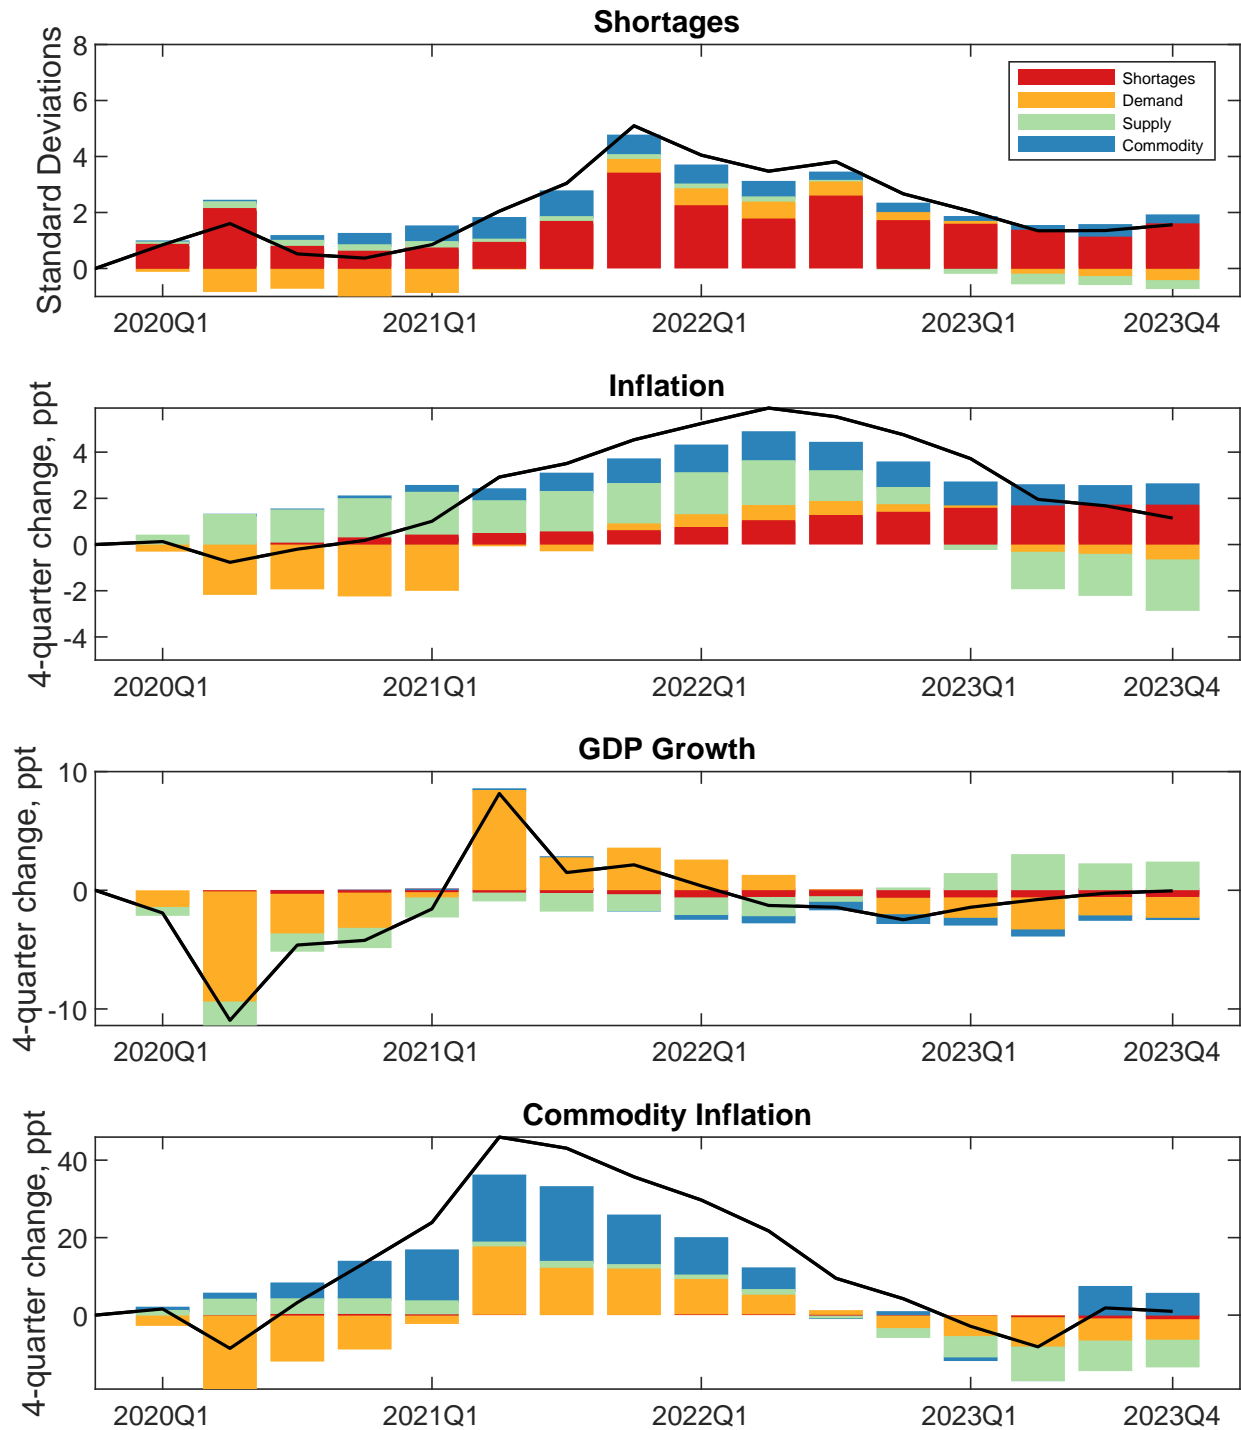 Shortages
Standard Deviations
8
6
4
2
0
Shortages
Demand
Supply
Commodity
2020Q1 2021Q1 2022Q1 2023Q1 2023Q4
Inflation
4-quarter change, ppt
4
2
0
-2
-4
2020Q1 2021Q1 2022Q1 2023Q1 2023Q4
GDP Growth
4-quarter change, ppt
10
0
-10
2020Q1 2021Q1 2022Q1 2023Q1 2023Q4
Commodity Inflation
4-quarter change, ppt
40
20
0
2020Q1 2021Q1 2022Q1 2023Q1 2023Q4